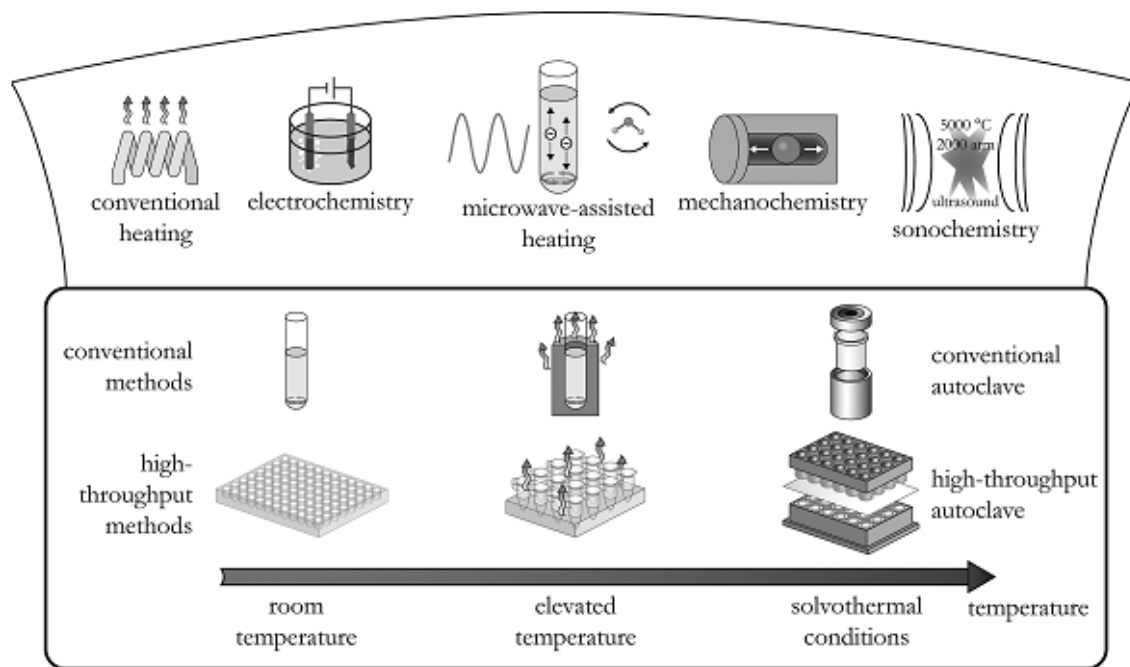 conventional
heating
electrochemistry
microwave-assisted
heating
mechanochemistry
5000 °C
2000 atm
ultrasound
sonochemistry
conventional
methods
conventional
autoclave
high-
throughput
methods
high-throughput
autoclave
room
temperature
elevated
temperature
solvothermal
conditions
temperature